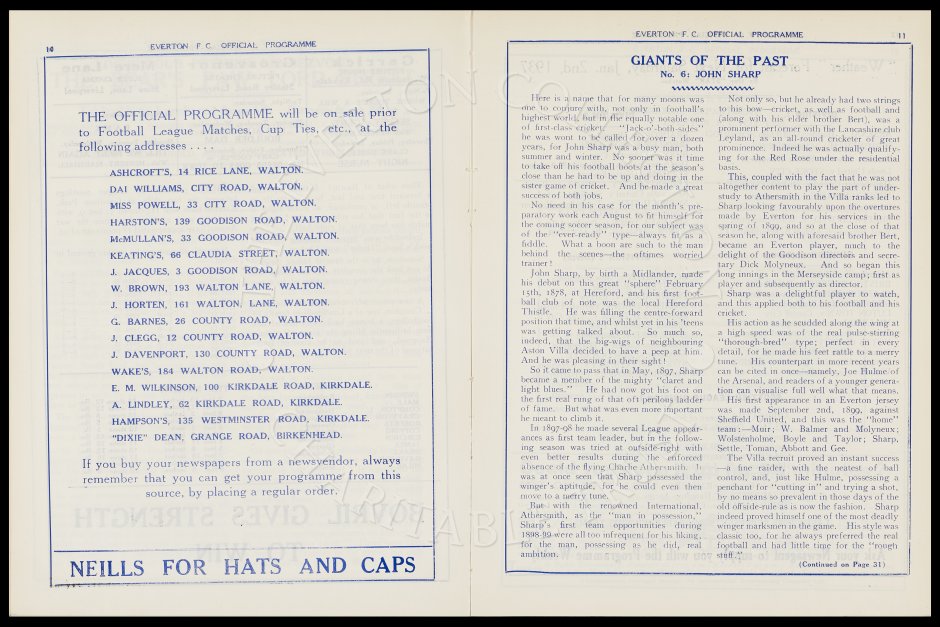 10
EVERTON F C. OFFICIAL PROGRAMME
THE OFFICIAL PROGRAMME will be on sale prior
to Football League Matches, Cup Ties, etc., at the
following addresses . . . .
ASHCROFT'S, 14 RICE LANE, WALTON.
DAI WILLIAMS, CITY ROAD, WALTON.
MISS POWELL, 33 CITY ROAD, WALTON.
HARSTON'S, 139 GOODISON ROAD, WALTON.
McMULLAN'S, 33 GOODISON ROAD, WALTON.
KEATING'S, 66 CLAUDIA STREET, WALTON.
J. JACQUES, 3 GOODISON ROAD, WALTON.
W. BROWN, 193 WALTON LANE, WALTON.
J. HORTEN, 161 WALTON LANE, WALTON.
G. BARNES, 26 COUNTY ROAD, WALTON.
J. CLEGG, 12 COUNTY ROAD, WALTON.
J. DAVENPORT, 130 COUNTY ROAD, WALTON.
WAKE'S, 184 WALTON ROAD, WALTON.
E. M. WILKINSON, 100 KIRKDALE ROAD, KIRKDALE.
A. LINDLEY, 62 KIRKDALE ROAD, KIRKDALE.
HAMPSON'S, 135 WESTMINSTER ROAD, KIRKDALE.
"DIXIE" DEAN, GRANGE ROAD, BIRKENHEAD.
If you buy your newspapers from a newsvendor, always
remember that you can get your programme from this
source, by placing a regular order.
NEILLS FOR HATS AND CAPS
EVERTON F C. OFFICIAL PROGRAMME
11
GIANTS OF THE PAST
No. 6: JOHN SHARP
Here is a name that for many moons was
one to conjure with, not only in football's
highest world, but in the equally notable one
of first-class cricket. "Jack-o'-both-sides"
he was wont to be called for over a dozen
years, for John Sharp was a busy man, both
summer and winter. No sooner was it time
to take off his football boots at the season's
close than he had to be up and doing in the
sister game of cricket. And he made a great
success of both jobs.
No need in his case for the month's pre-
paratory work each August to fit himself for
the coming soccer season, for our subject was
of the "ever-ready" type—always fit as a
fiddle. What a boon are such to the man
behind the scenes—the oftimes worried
trainer!
John Sharp, by birth a Midlander, made
his debut on this great "sphere" February
15th, 1878, at Hereford, and his first foot-
ball club of note was the local Hereford
Thistle. He was filling the centre-forward
position that time, and whilst yet in his 'teens
was getting talked about. So much so,
indeed, that the big-wigs of neighbouring
Aston Villa decided to have a peep at him.
And he was pleasing in their sight!
So it came to pass that in May, 1897, Sharp
became a member of the mighty "claret and
light blues." He had now got his foot on
the first real rung of that oft perilous ladder
of fame. But what was even more important
he meant to climb it.
In 1897-98 he made several League appear-
ances as first team leader, but in the follow-
ing season was tried at outside-right with
even better results during the enforced
absence of the flying Charlie Athersmith. It
was at once seen that Sharp possessed the
winger's aptitude, for he could even then
move to a merry tune.
But with the renowned International,
Athersmith, as the "man in possession,"
Sharp's first team opportunities during
1898-99 were all too infrequent for his liking,
for the man, possessing as he did, real
ambition.
Not only so, but he already had two strings
to his bow—cricket, as well as football and
(along with his elder brother Bert), was a
prominent performer with the Lancashire club
Leyland, as an all-round cricketer of great
prominence. Indeed he was actually qualify-
ing for the Red Rose under the residential
basis.
This, coupled with the fact that he was not
altogether content to play the part of under-
study to Athersmith in the Villa ranks led to
Sharp looking favourably upon the overtures
made by Everton for his services in the
spring of 1899, and so at the close of that
season he, along with aforesaid brother Bert,
became an Everton player, much to the
delight of the Goodison directors and secre-
tary Dick Molyneux. And so began this
long innings in the Merseyside camp; first as
player and subsequently as director.
Sharp was a delightful player to watch,
and this applied both to his football and his
cricket.
His action as he scudded along the wing at
a high speed was of the real pulse-stirring
"thorough-bred" type; perfect in every
detail, for he made his feet rattle to a merry
tune. His counterpart in more recent years
can be cited in once—namely, Joe Hulme of
the Arsenal, and readers of a younger genera-
tion can visualise full well what that means.
His first appearance in an Everton jersey
was made September 2nd, 1899, against
Sheffield United, and this was the "home"
team:—Muir; W. Balmer and Molyneux;
Wolstenholme, Boyle and Taylor; Sharp,
Settle, Toman, Abbott and Gee.
The Villa recruit proved an instant success
—a fine raider, with the neatest of ball
control, and, just like Hulme, possessing a
penchant for "cutting in" and trying a shot,
by no means so prevalent in those days of the
old offside-rule as is now the fashion. Sharp
indeed proved himself one of the most deadly
winger marksmen in the game. His style was
classic too, for he always preferred the real
football and had little time for the "rough
stuff."
(Continued on Page 31)